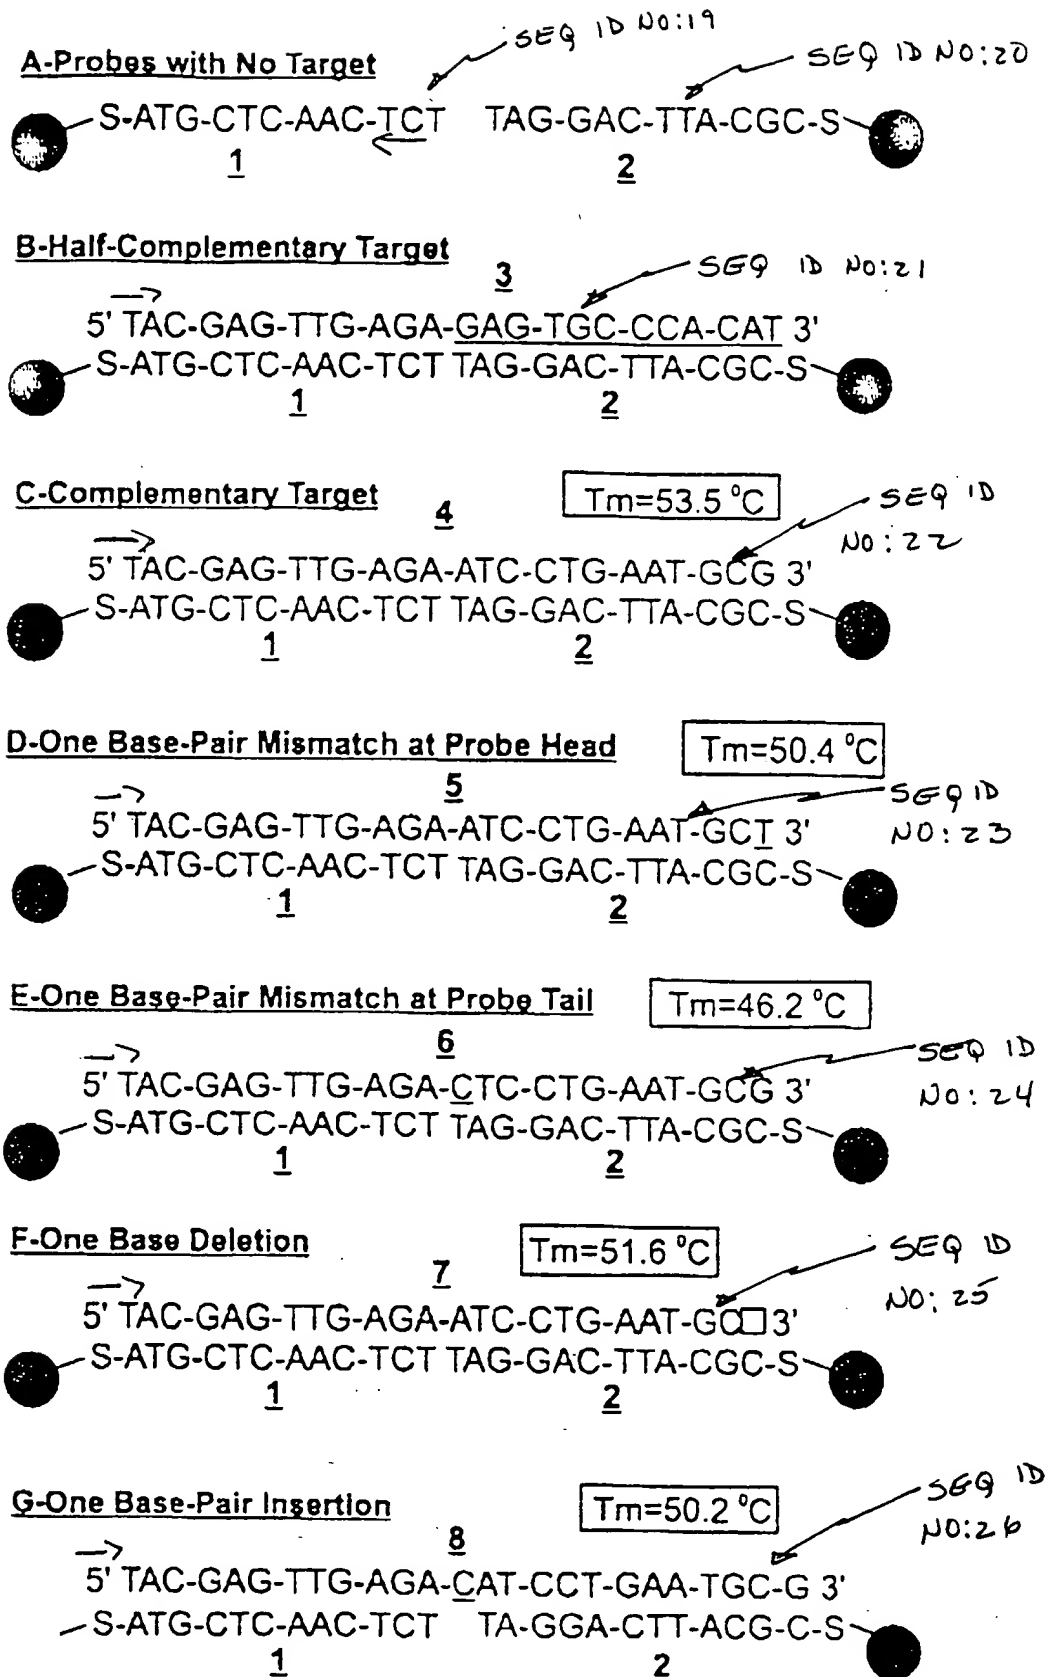 SEQ ID NO:19
SEQ ID NO:20
A-Probes with No Target
S-ATG-CTC-AAC-TCT TAG-GAC-TTA-CGC-S
1 2
B-Half-Complementary Target
3 SEQ ID NO:21
5' TAC-GAG-TTG-AGA-GAG-TGC-CCA-CAT 3'
S-ATG-CTC-AAC-TCT TAG-GAC-TTA-CGC-S
1 2
C-Complementary Target
4
Tm=53.5 °C
SEQ ID
NO:22
5' TAC-GAG-TTG-AGA-ATC-CTG-AAT-GCG 3'
S-ATG-CTC-AAC-TCT TAG-GAC-TTA-CGC-S
1 2
D-One Base-Pair Mismatch at Probe Head
Tm=50.4 °C
5
SEQ ID
NO:23
5' TAC-GAG-TTG-AGA-ATC-CTG-AAT-GCT 3'
S-ATG-CTC-AAC-TCT TAG-GAC-TTA-CGC-S
1 2
E-One Base-Pair Mismatch at Probe Tail
Tm=46.2 °C
6
SEQ ID
NO:24
5' TAC-GAG-TTG-AGA-CTC-CTG-AAT-GCG 3'
S-ATG-CTC-AAC-TCT TAG-GAC-TTA-CGC-S
1 2
F-One Base Deletion
Tm=51.6 °C
7
SEQ ID
NO:25
5' TAC-GAG-TTG-AGA-ATC-CTG-AAT-GC□ 3'
S-ATG-CTC-AAC-TCT TAG-GAC-TTA-CGC-S
1 2
G-One Base-Pair Insertion
Tm=50.2 °C
8
SEQ ID
NO:26
5' TAC-GAG-TTG-AGA-CAT-CCT-GAA-TGC-G 3'
S-ATG-CTC-AAC-TCT TA-GGA-CTT-ACG-C-S
1 2